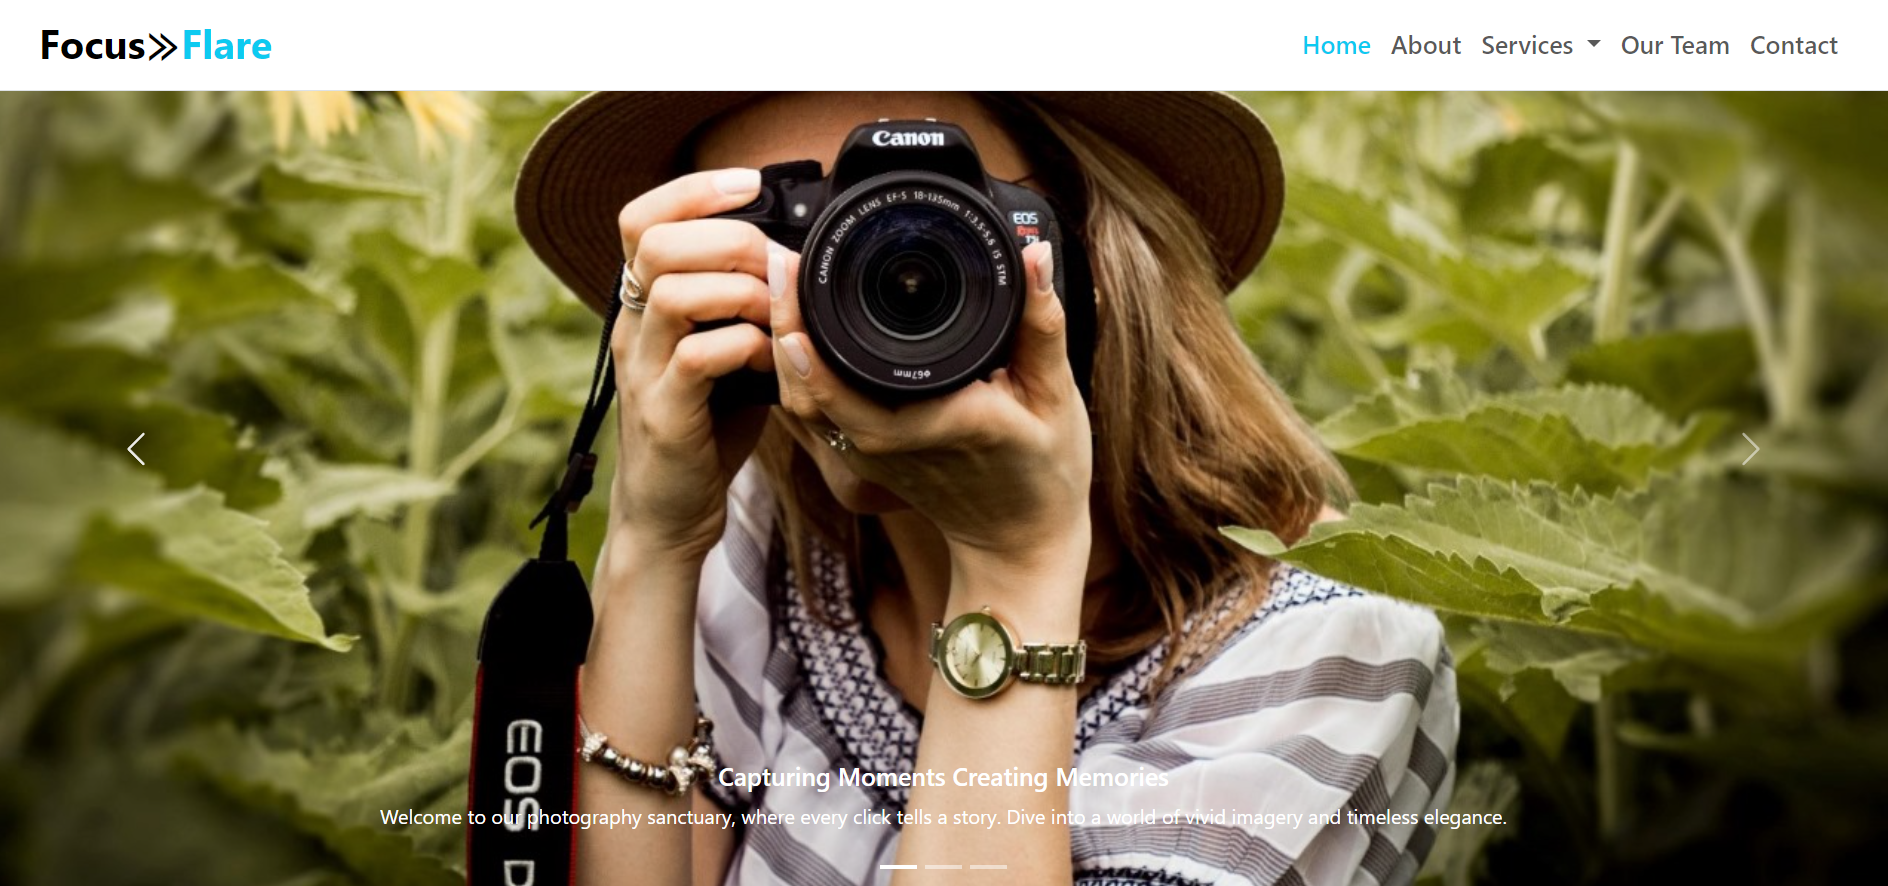 Focus≫Flare
Home About Services Our Team Contact
Canon
CANON ZOOM LENS EF-S 18-135mm 1:3.5-5.6 IS STM
EOS
Rebel
ϕ67mm
EOS D
Capturing Moments Creating Memories
Welcome to our photography sanctuary, where every click tells a story. Dive into a world of vivid imagery and timeless elegance.